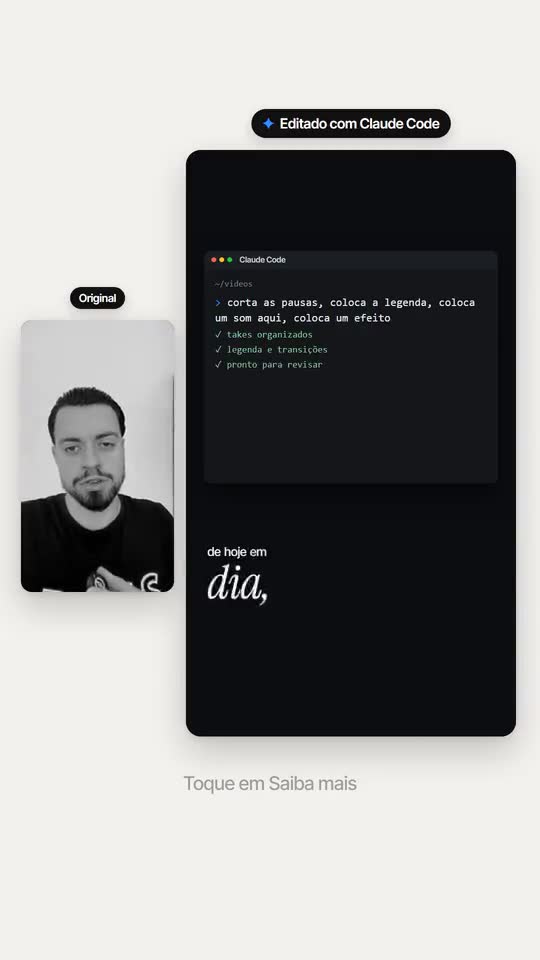 Editado com Claude Code
Claude Code
~/videos
> corta as pausas, coloca a legenda, coloca
um som aqui, coloca um efeito
✓ takes organizados
✓ legenda e transições
✓ pronto para revisar
Original
de hoje em
dia,
Toque em Saiba mais